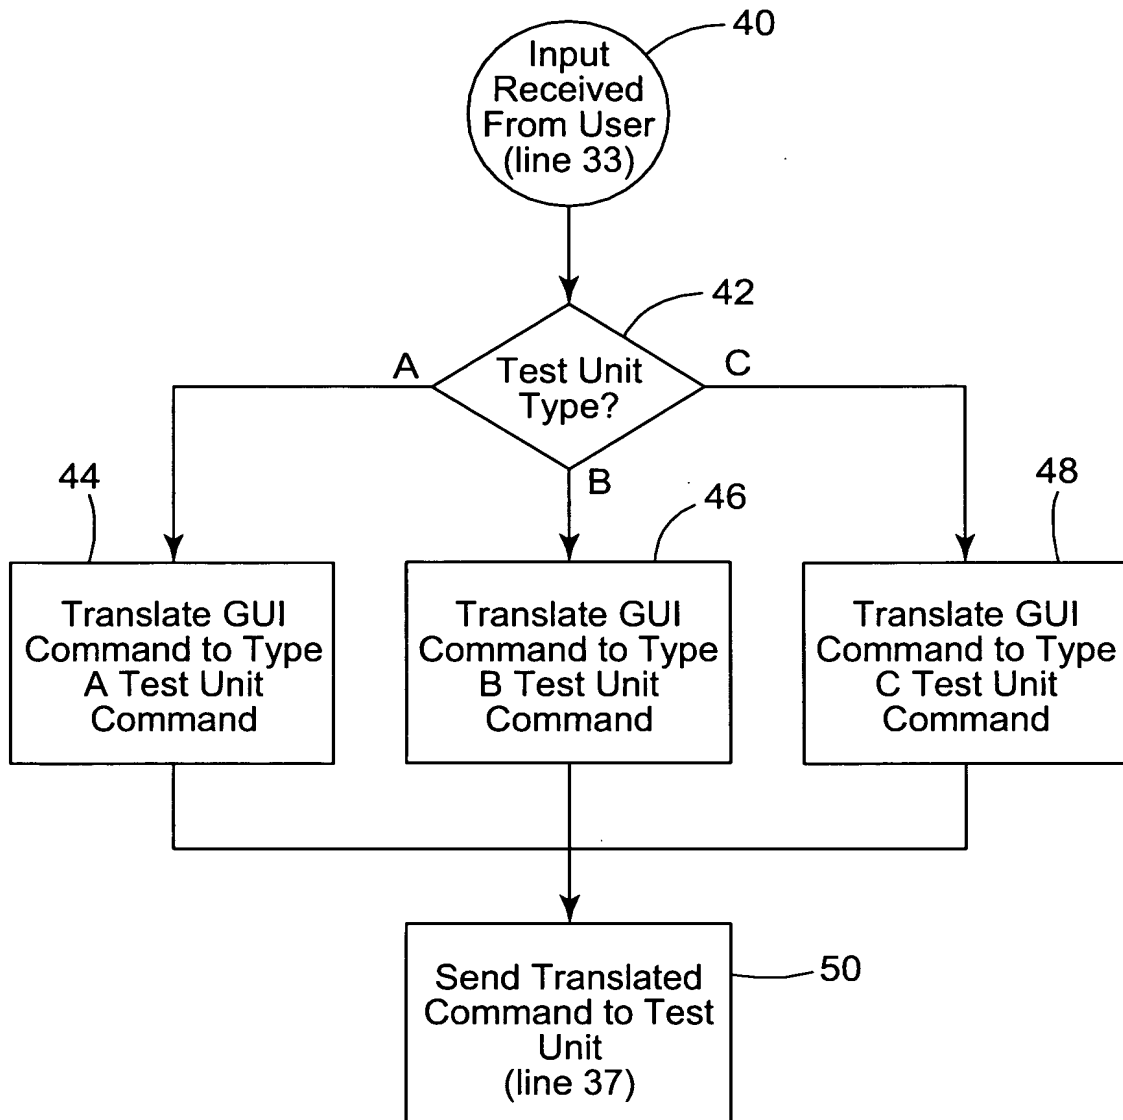 40
Input
Received
From User
(line 33)
42
A
Test Unit
Type?
C
B
44
46
48
Translate GUI
Command to Type
A Test Unit
Command
Translate GUI
Command to Type
B Test Unit
Command
Translate GUI
Command to Type
C Test Unit
Command
Send Translated
Command to Test
Unit
(line 37)
50